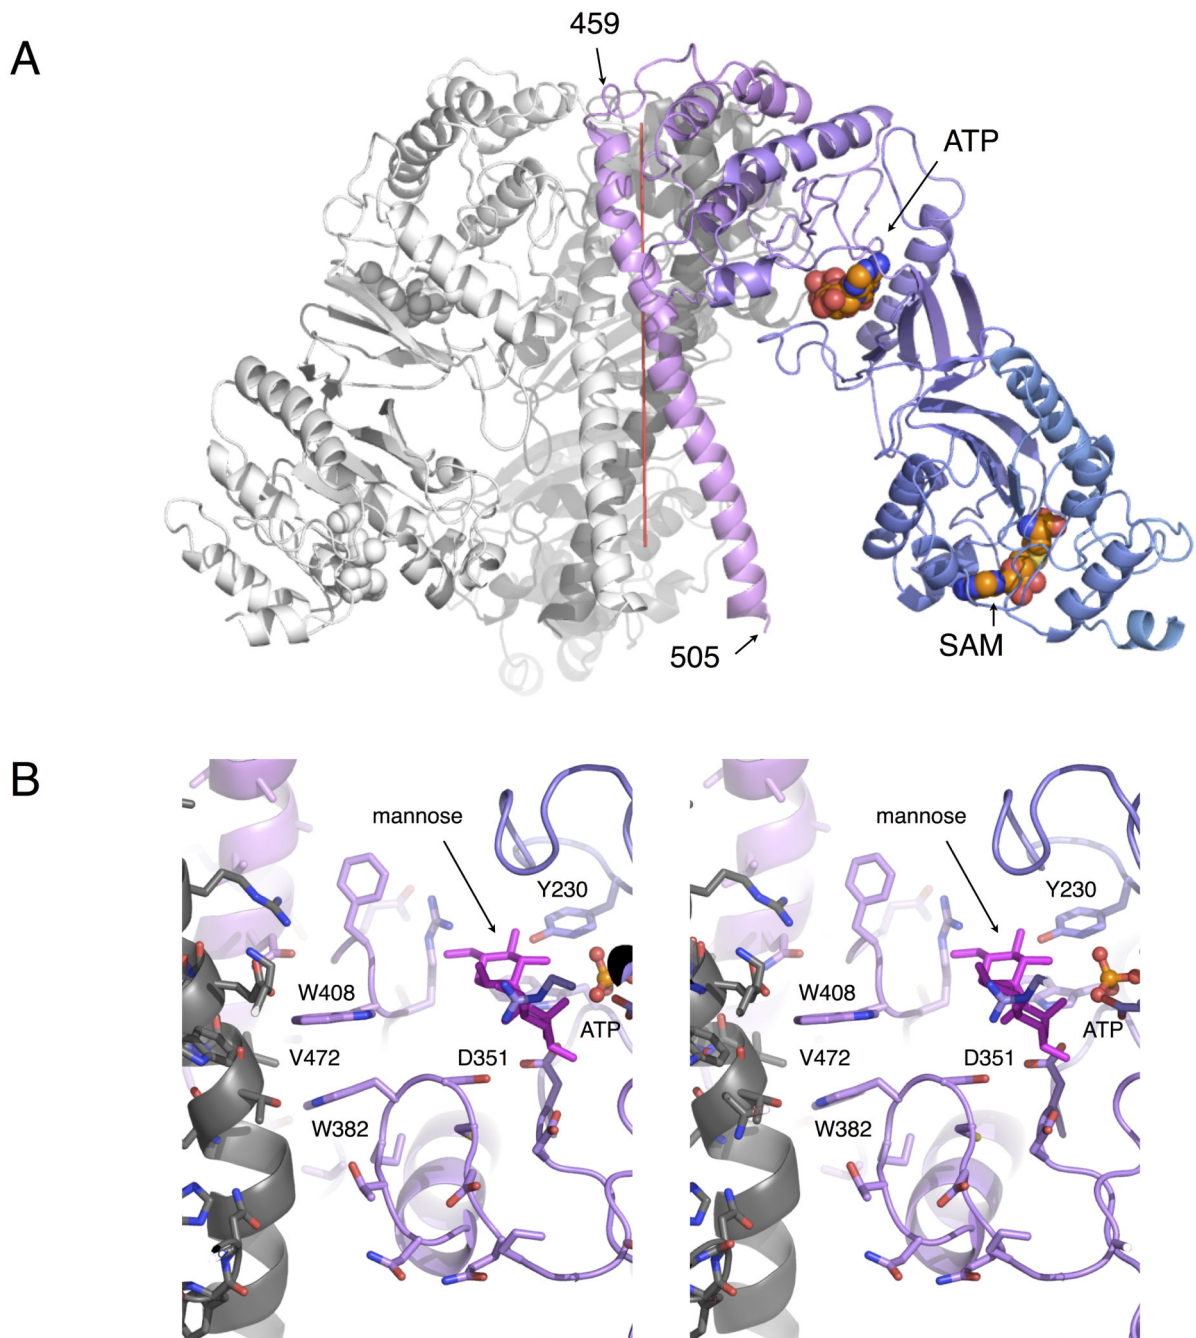 A
459
ATP
505
SAM
B
mannose
mannose
Y230
Y230
W408
W408
ATP
ATP
V472
D351
V472
D351
W382
W382